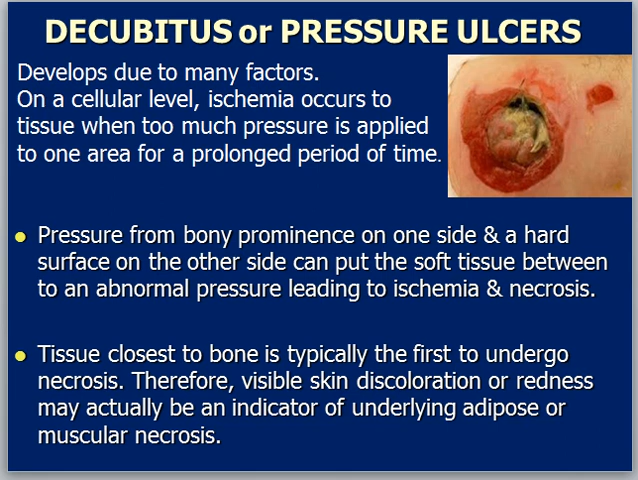 DECUBITUS or PRESSURE ULCERS
Develops due to many factors.
On a cellular level, ischemia occurs to
tissue when too much pressure is applied
to one area for a prolonged period of time.
Pressure from bony prominence on one side & a hard
surface on the other side can put the soft tissue between
to an abnormal pressure leading to ischemia & necrosis.
Tissue closest to bone is typically the first to undergo
necrosis. Therefore, visible skin discoloration or redness
may actually be an indicator of underlying adipose or
muscular necrosis.